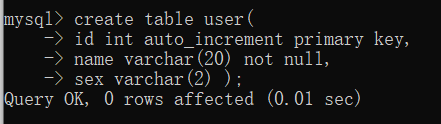 mysql> create table user(
    -> id int auto_increment primary key,
    -> name varchar(20) not null,
    -> sex varchar(2) );
Query OK, 0 rows affected (0.01 sec)